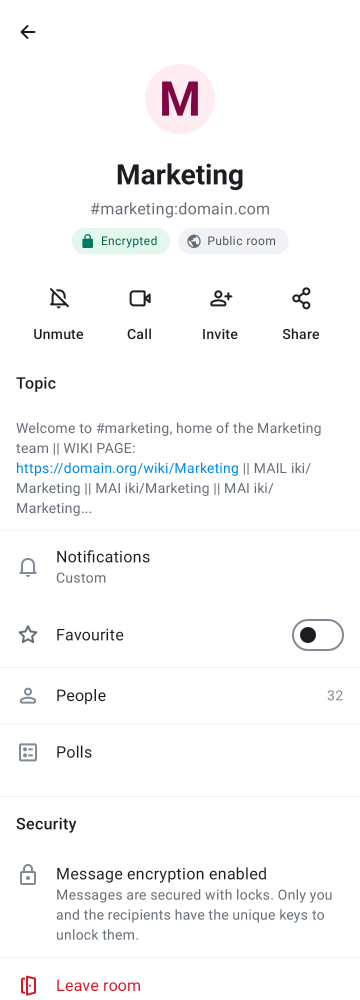 M
Marketing
#marketing:domain.com
Encrypted
Public room
Unmute
Call
Invite
Share
Topic
Welcome to #marketing, home of the Marketing
team || WIKI PAGE:
https://domain.org/wiki/Marketing || MAIL iki/
Marketing || MAI iki/Marketing || MAI iki/
Marketing...
Notifications
Custom
Favourite
People
32
Polls
Security
Message encryption enabled
Messages are secured with locks. Only you
and the recipients have the unique keys to
unlock them.
Leave room